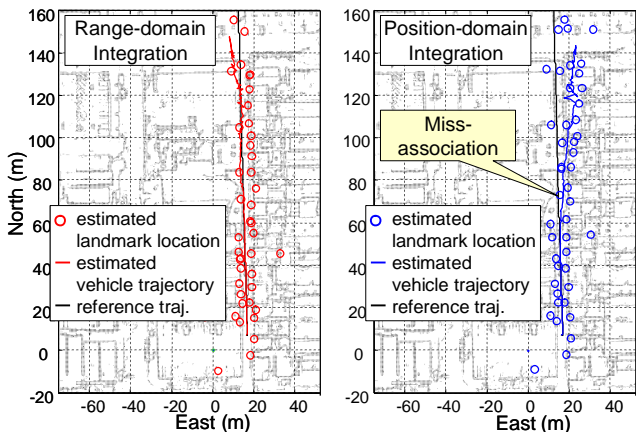 Range-domain
Integration
Position-domain
Integration
Miss-
association
160
140
120
100
80
60
40
20
0
-20
North (m)
estimated
landmark location
estimated
vehicle trajectory
reference traj.
-60
-40
-20
0
20
40
East (m)
160
140
120
100
80
60
40
20
0
-20
estimated
landmark location
estimated
vehicle trajectory
reference traj.
-60
-40
-20
0
20
40
East (m)